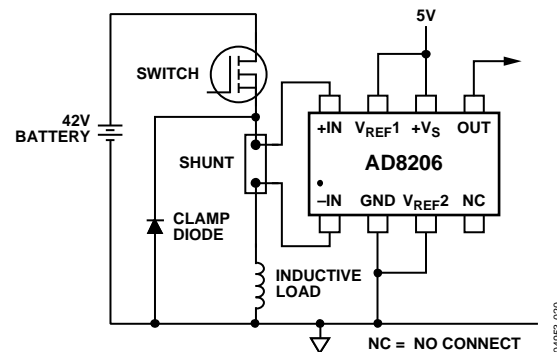 5V
SWITCH
42V
BATTERY
+IN VREF1 +VS OUT
SHUNT
AD8206
–IN GND VREF2 NC
CLAMP
DIODE
INDUCTIVE
LOAD
NC = NO CONNECT